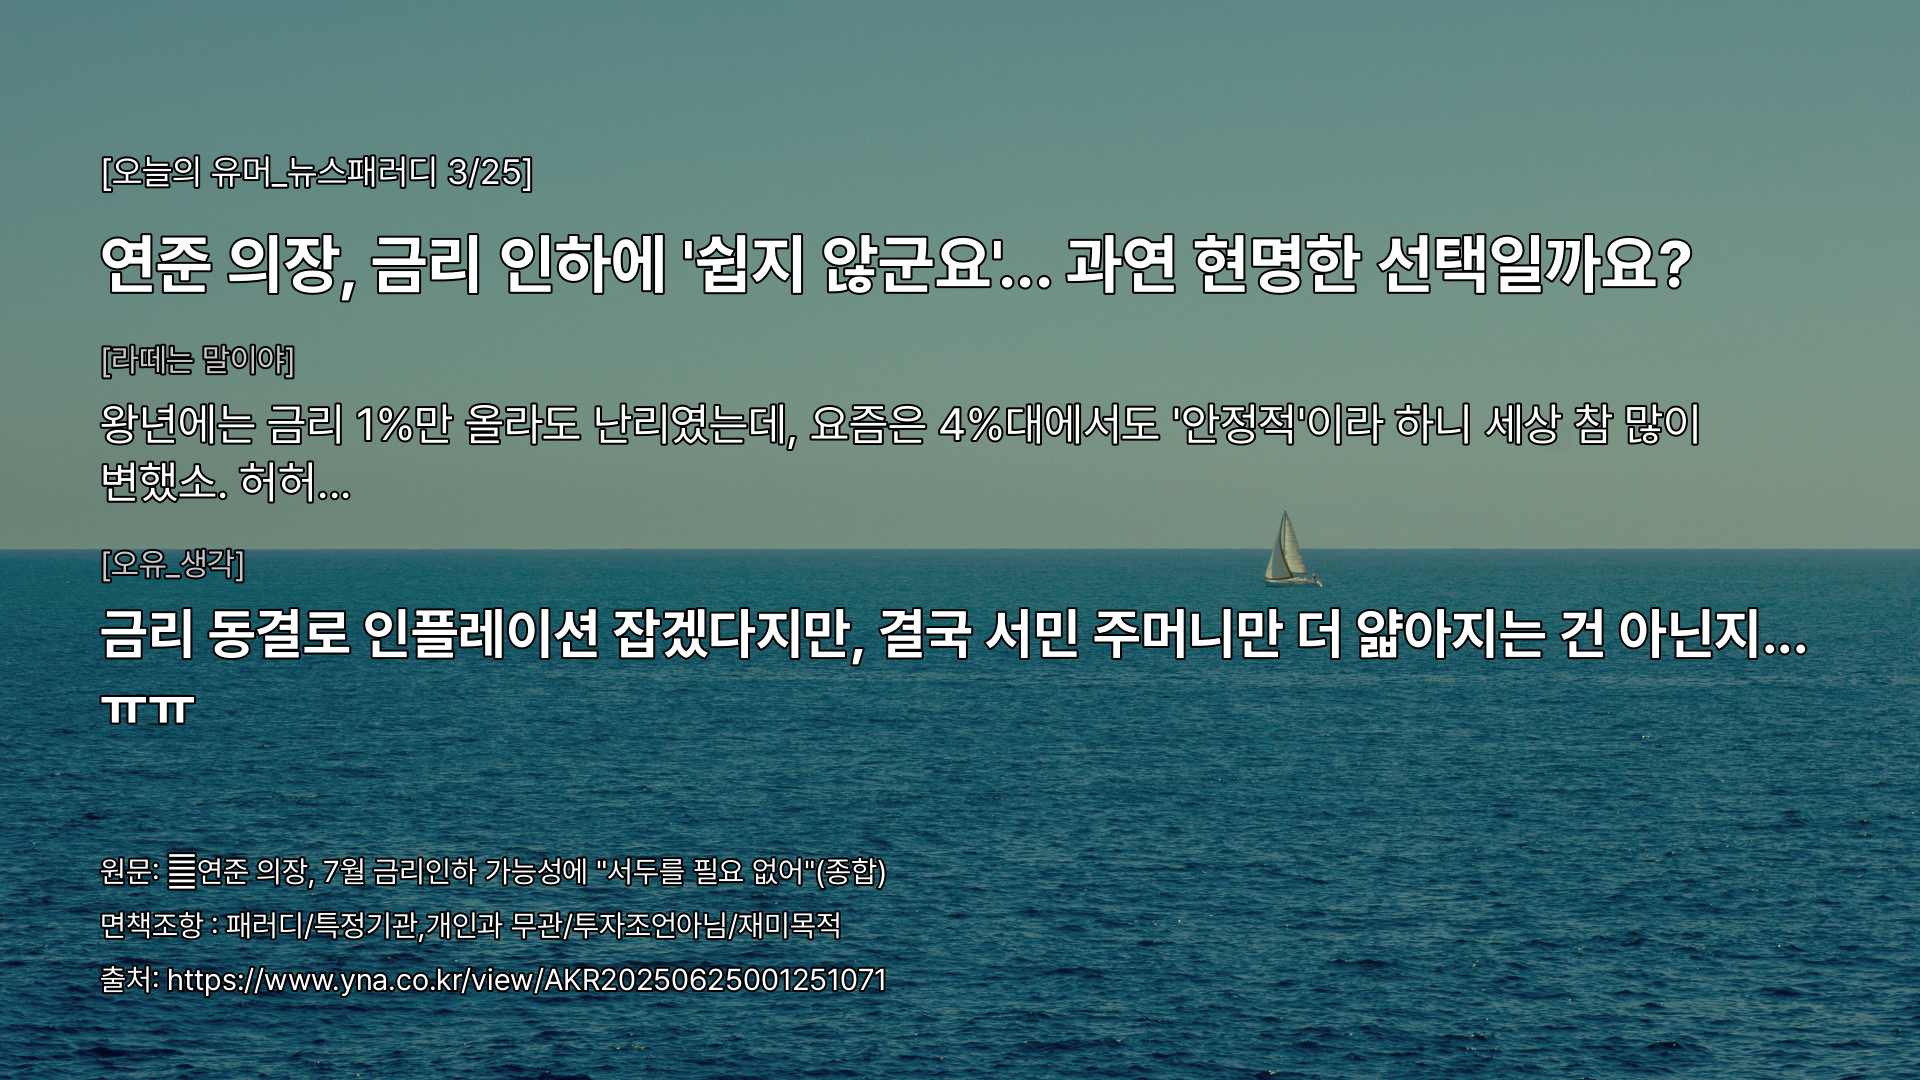 [오늘의 유머_뉴스패러디 3/25]
연준 의장, 금리 인하에 '쉽지 않군요'... 과연 현명한 선택일까요?
[라떼는 말이야]
왕년에는 금리 1%만 올라도 난리였는데, 요즘은 4%대에서도 '안정적'이라 하니 세상 참 많이
변했소. 허허...
[오유_생각]
금리 동결로 인플레이션 잡겠다지만, 결국 서민 주머니만 더 얇아지는 건 아닌지...
ㅠㅠ
원문: 연준 의장, 7월 금리인하 가능성에 "서두를 필요 없어"(종합)
면책조항 : 패러디/특정기관,개인과 무관/투자조언아님/재미목적
출처: https://www.yna.co.kr/view/AKR20250625001251071